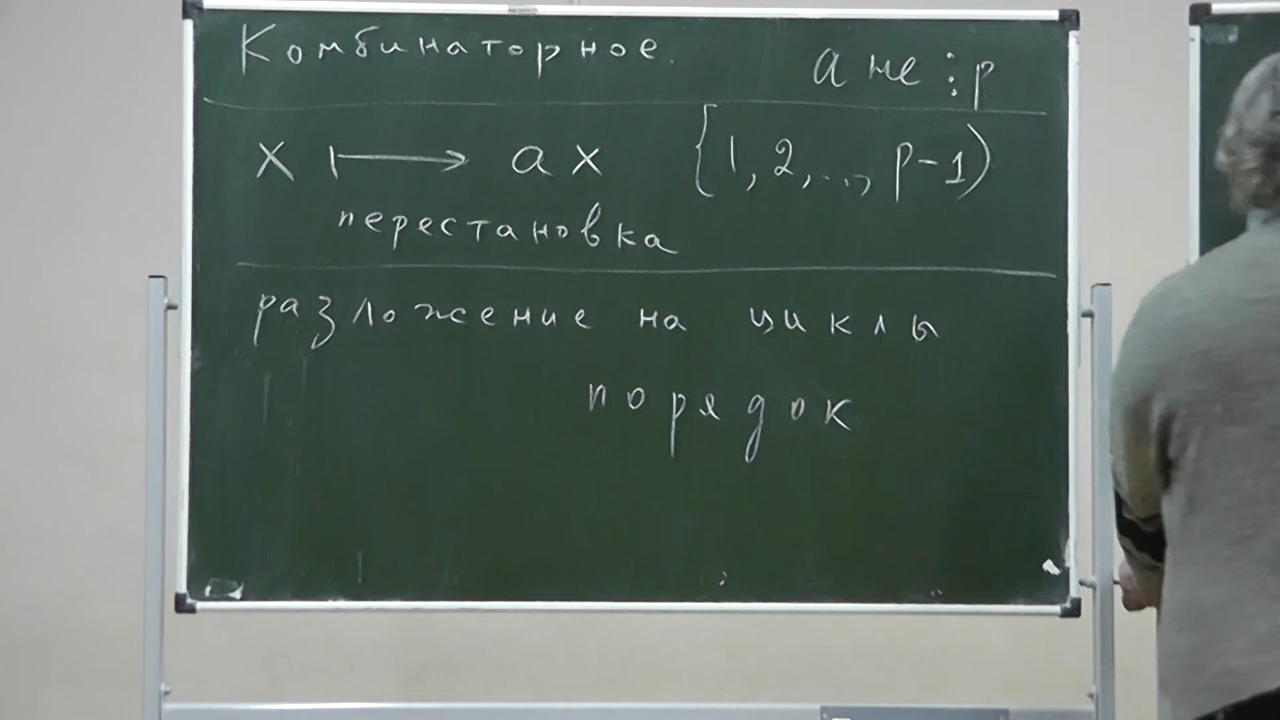 Комбинаторное. а не ⋮ p
x ⟼ ax {1, 2, ..., p-1)
перестановка
разложение на циклы
порядок